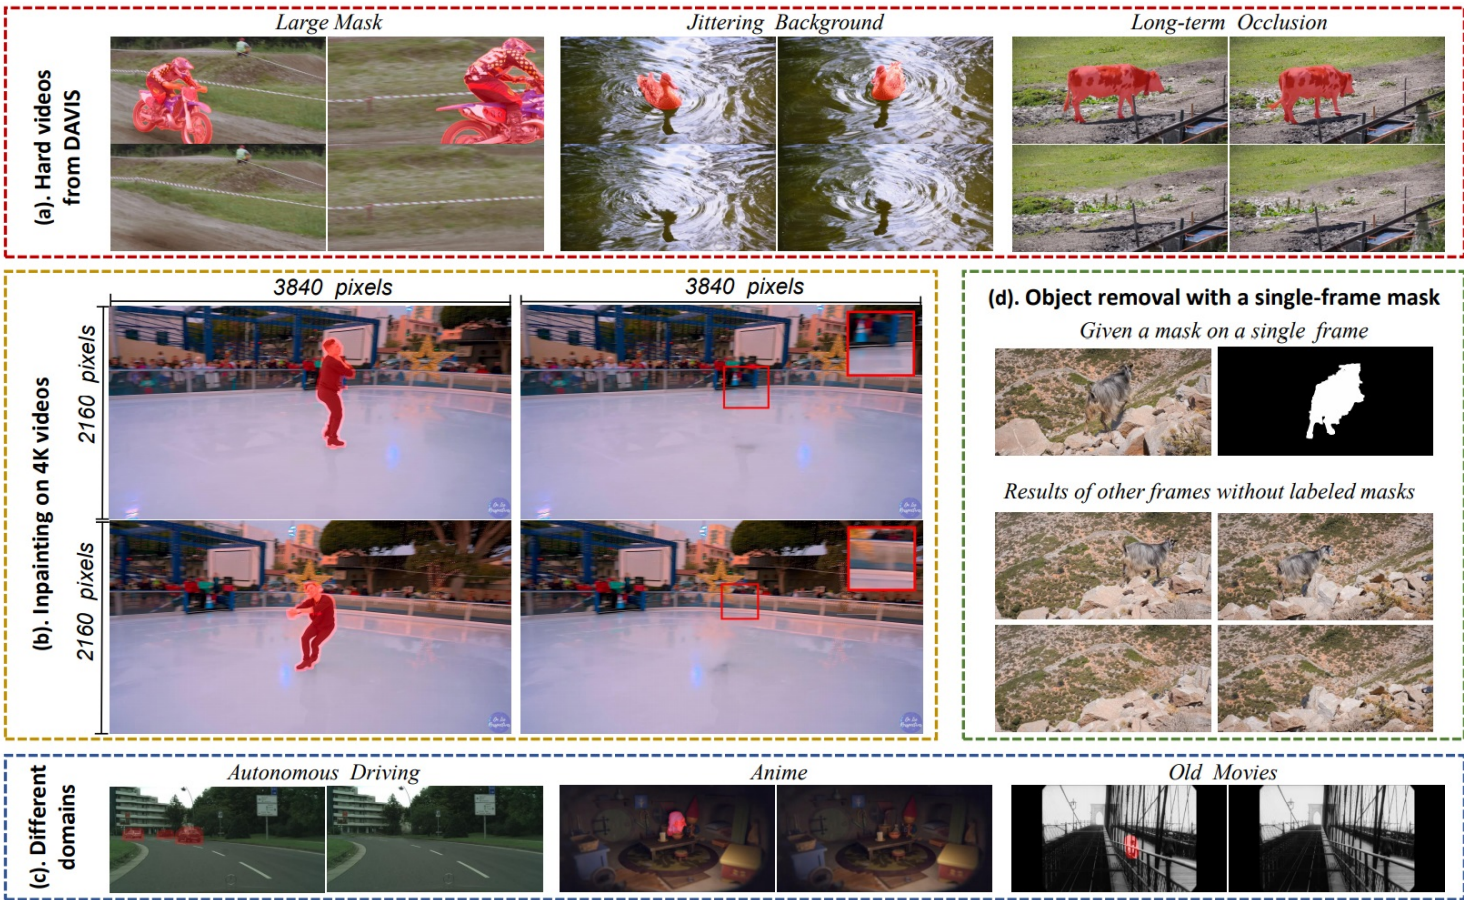 Large Mask
Jittering Background
Long-term Occlusion
(a). Hard videos
from DAVIS
3840 pixels
3840 pixels
2160 pixels
2160 pixels
(b). Inpainting on 4K videos
(d). Object removal with a single-frame mask
Given a mask on a single frame
Results of other frames without labeled masks
(c). Different
domains
Autonomous Driving
Anime
Old Movies